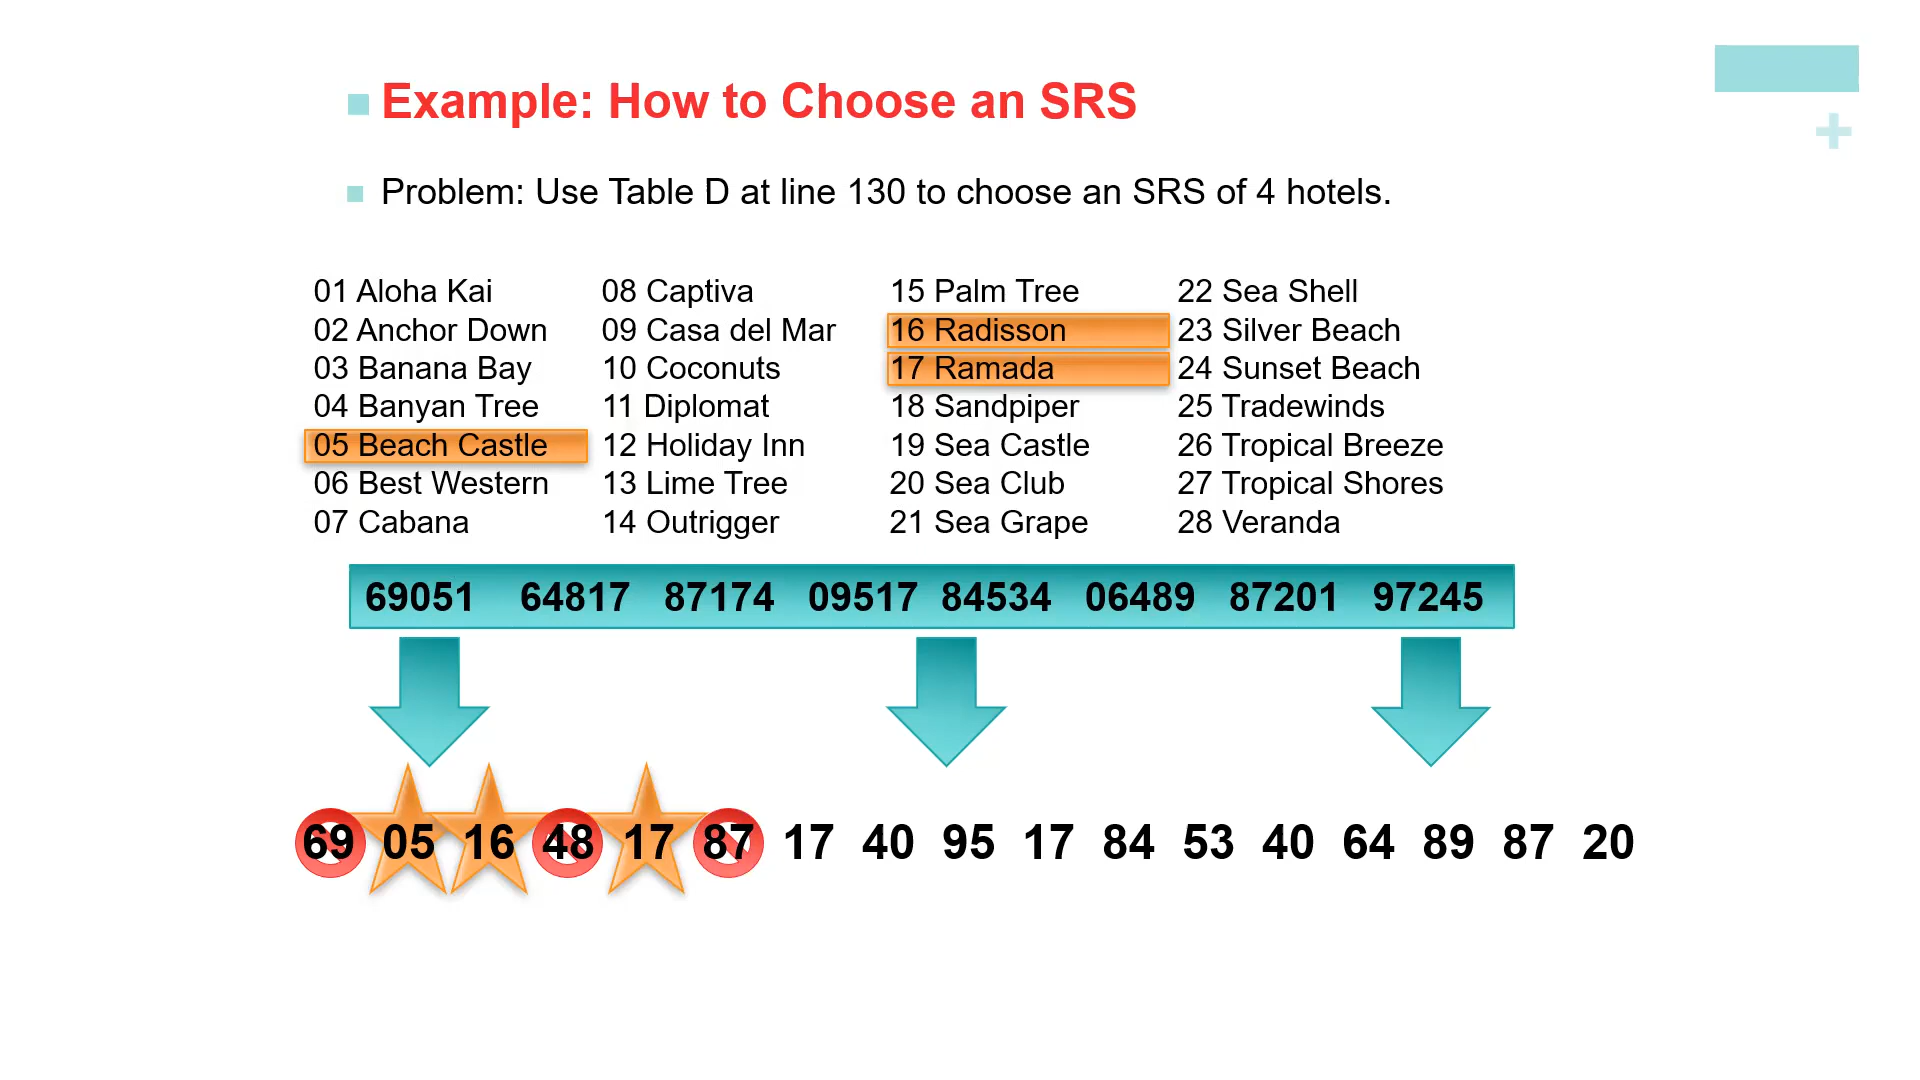 Example: How to Choose an SRS
Problem: Use Table D at line 130 to choose an SRS of 4 hotels.
01 Aloha Kai 08 Captiva 15 Palm Tree 22 Sea Shell
02 Anchor Down 09 Casa del Mar 16 Radisson 23 Silver Beach
03 Banana Bay 10 Coconuts 17 Ramada 24 Sunset Beach
04 Banyan Tree 11 Diplomat 18 Sandpiper 25 Tradewinds
05 Beach Castle 12 Holiday Inn 19 Sea Castle 26 Tropical Breeze
06 Best Western 13 Lime Tree 20 Sea Club 27 Tropical Shores
07 Cabana 14 Outrigger 21 Sea Grape 28 Veranda
69051 64817 87174 09517 84534 06489 87201 97245
69 05 16 48 17 87 17 40 95 17 84 53 40 64 89 87 20